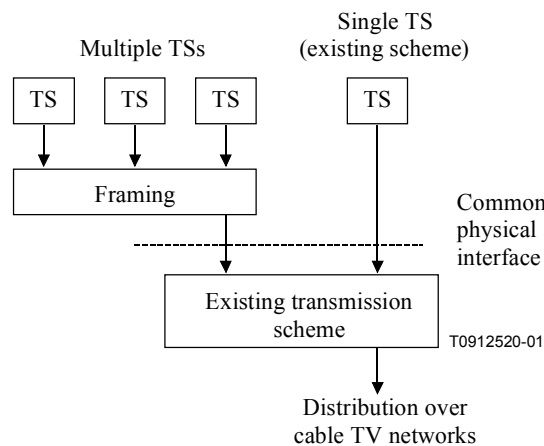 Multiple TSs
Single TS
(existing scheme)
TS
TS
TS
TS
Framing
Common
physical
interface
Existing transmission
scheme
T0912520-01
Distribution over
cable TV networks